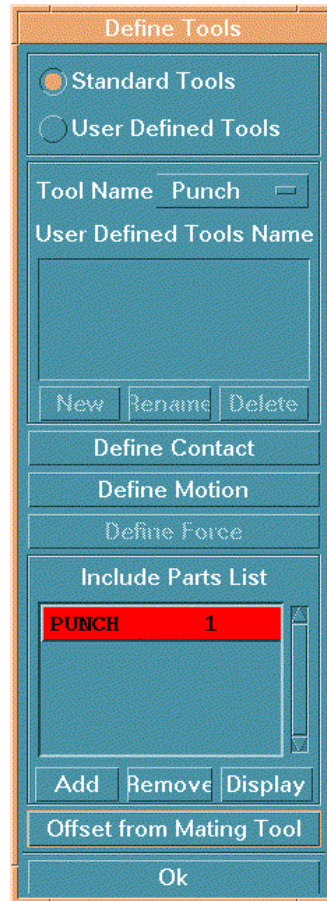 Define Tools
Standard Tools
User Defined Tools
Tool Name Punch
User Defined Tools Name
New Rename Delete
Define Contact
Define Motion
Define Force
Include Parts List
PUNCH 1
Add Remove Display
Offset from Mating Tool
Ok